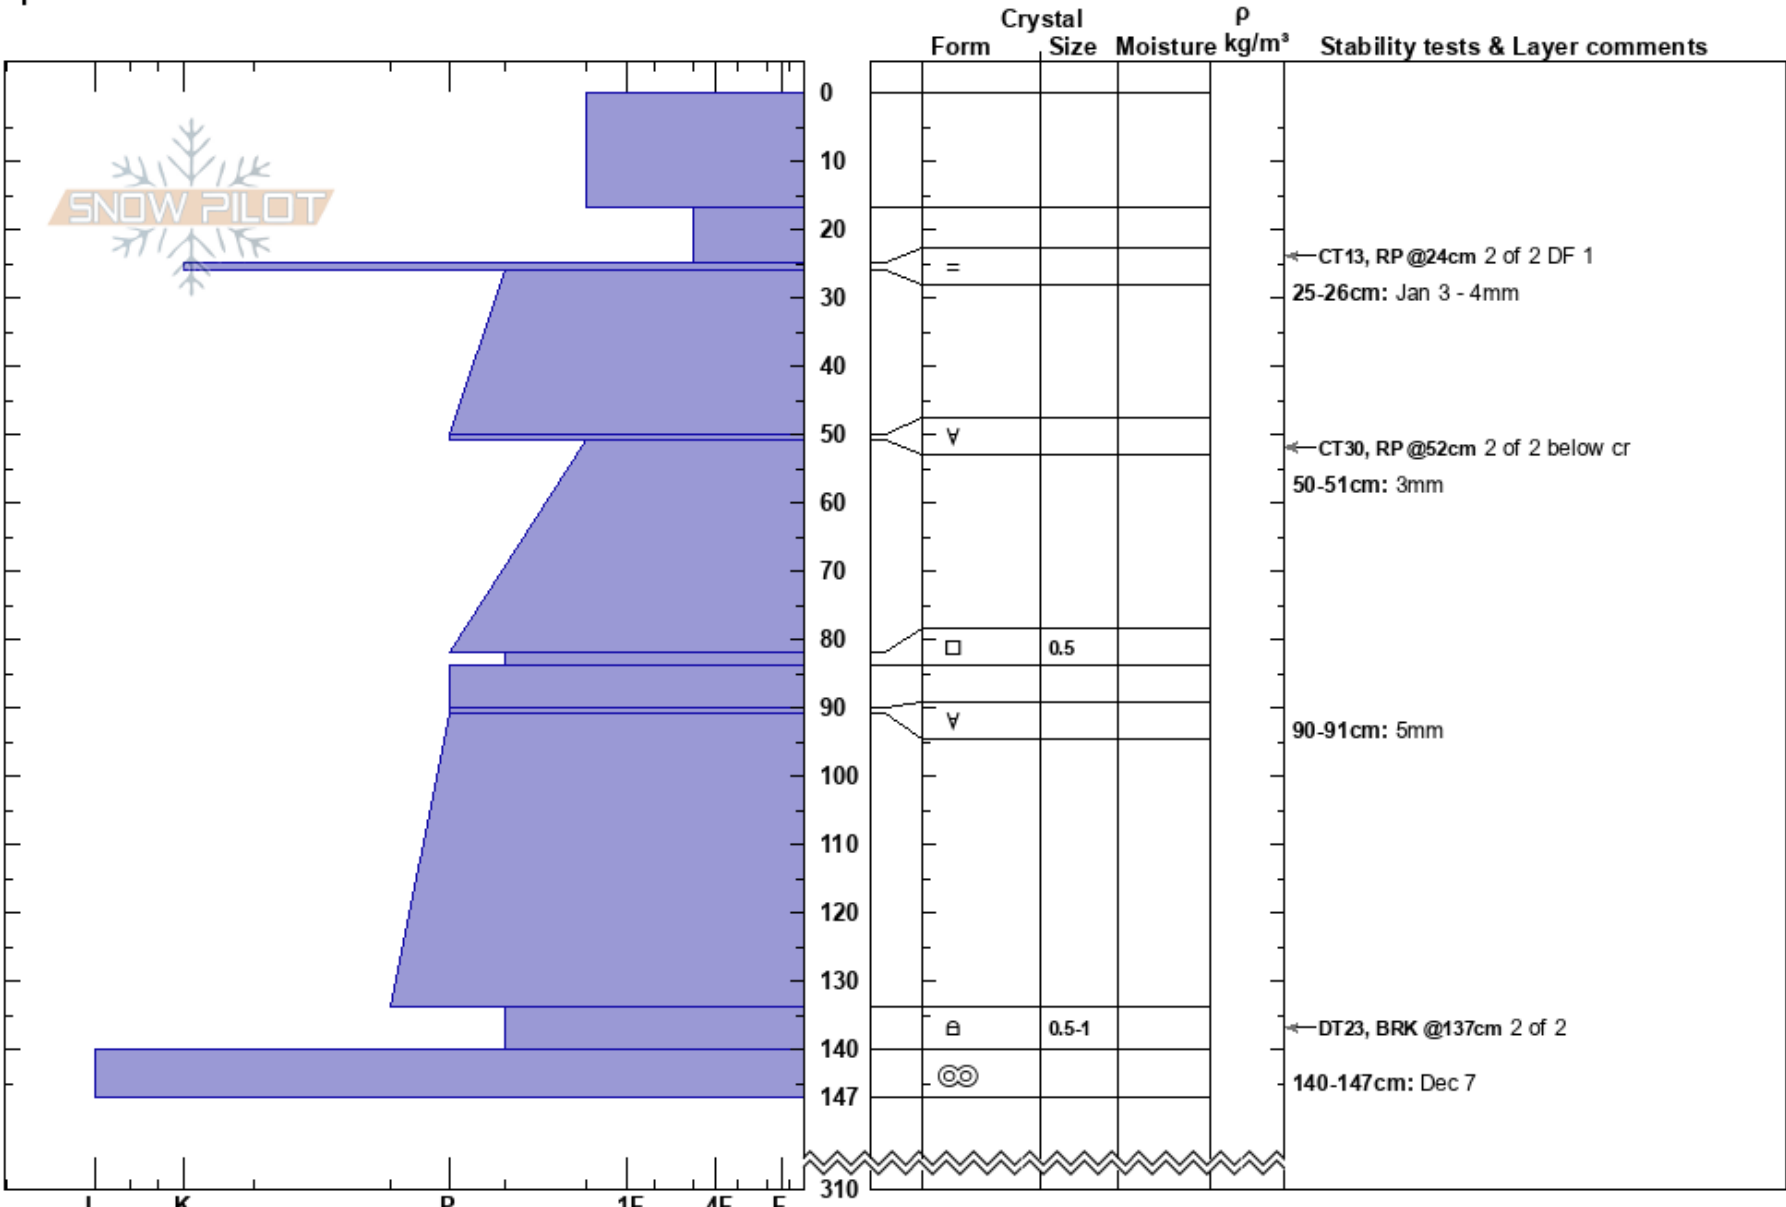 Crystal ρ
Form Size Moisture kg/m³ Stability tests & Layer comments
0
10
SNOW PILOT
20
CT13, RP @24cm 2 of 2 DF 1
=
25-26cm: Jan 3 - 4mm
30
40
50
CT30, RP @52cm 2 of 2 below cr
50-51cm: 3mm
60
70
80
0.5
90
90-91cm: 5mm
100
110
120
130
0.5-1 DT23, BRK @137cm 2 of 2
140
140-147cm: Dec 7
147
310
I K P 1F 4F F